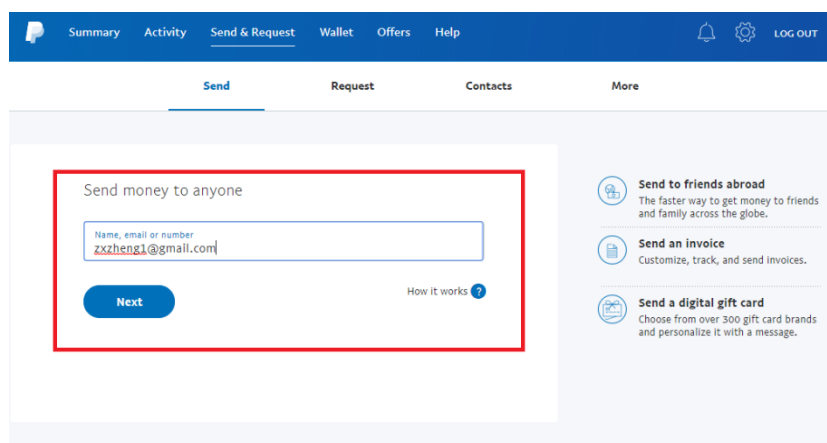 Summary Activity Send & Request Wallet Offers Help LOG OUT
Send Request Contacts More
Send money to anyone
Name, email or number
zxzheng1@gmail.com
Next
How it works ?
Send to friends abroad
The faster way to get money to friends
and family across the globe.
Send an invoice
Customize, track, and send invoices.
Send a digital gift card
Choose from over 300 gift card brands
and personalize it with a message.